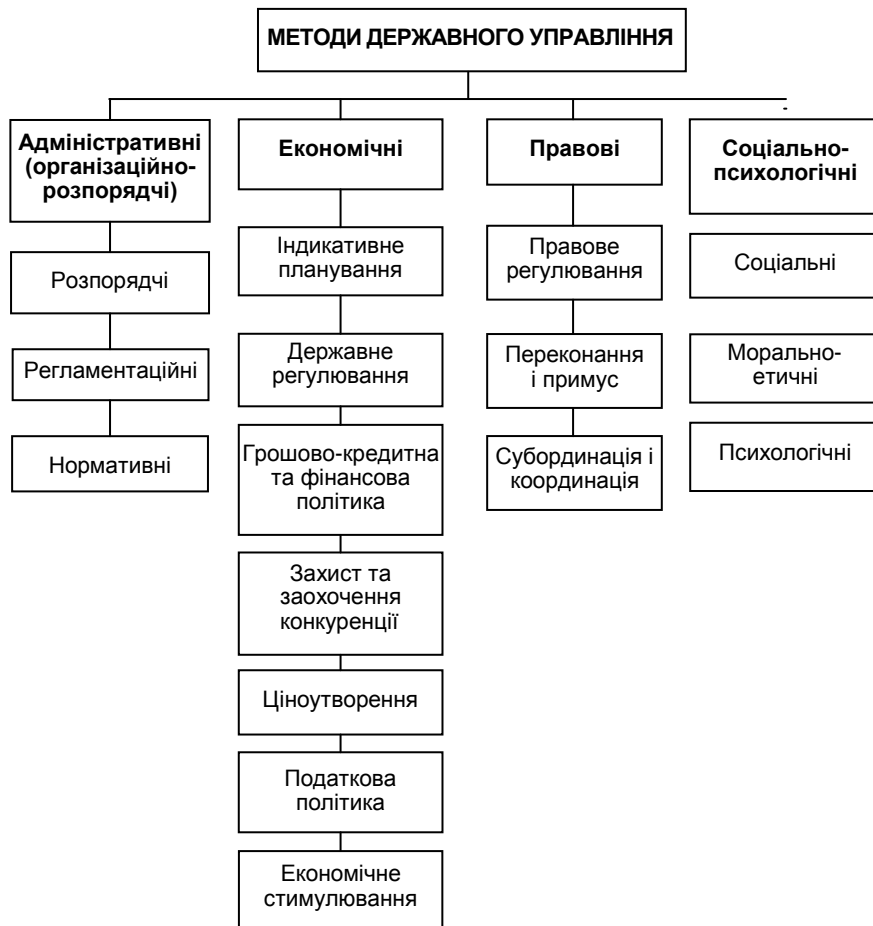 МЕТОДИ ДЕРЖАВНОГО УПРАВЛІННЯ
Адміністративні
(організаційно-
розпорядчі)
Розпорядчі
Регламентаційні
Нормативні
Економічні
Індикативне
планування
Державне
регулювання
Грошово-кредитна
та фінансова
політика
Захист та
заохочення
конкуренції
Ціноутворення
Податкова
політика
Економічне
стимулювання
Правові
Правове
регулювання
Переконання
і примус
Субординація і
координація
Соціально-
психологічні
Соціальні
Морально-
етичні
Психологічні